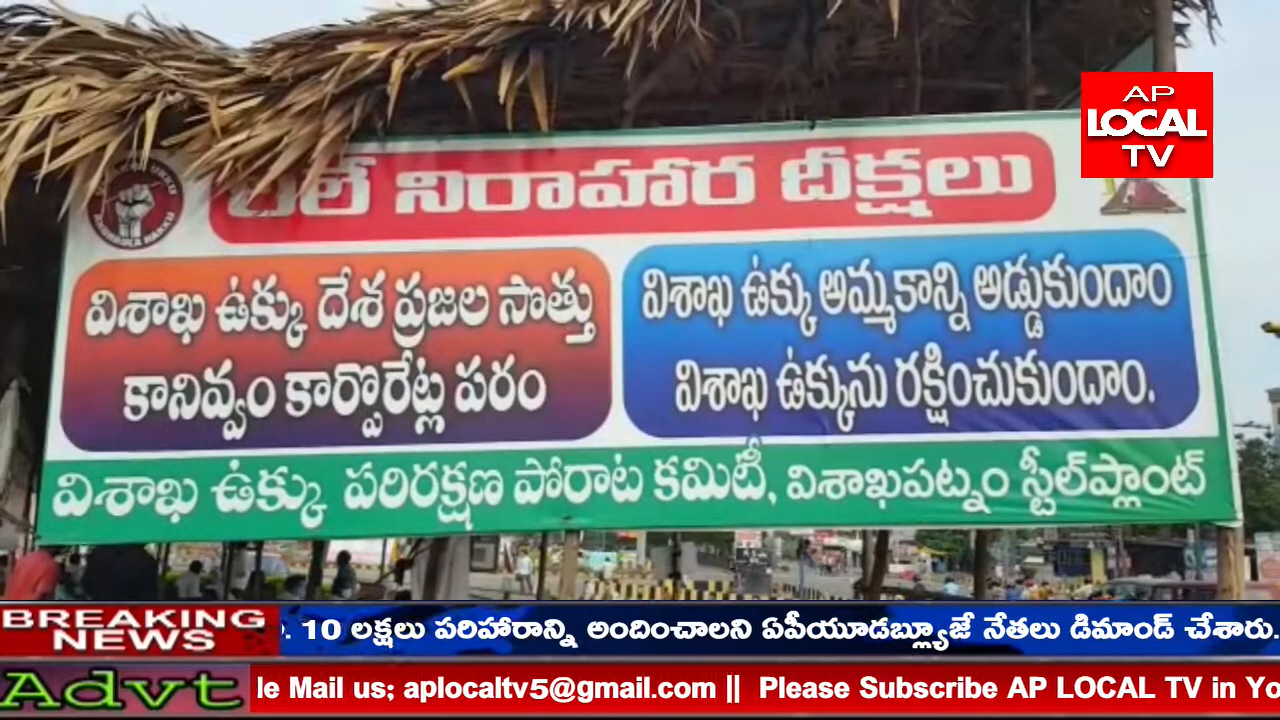 రిలే నిరాహార దీక్షలు
AP
LOCAL
TV
విశాఖ ఉక్కు దేశ ప్రజల సొత్తు
కానివ్వం కార్పొరేట్ల పరం
విశాఖ ఉక్కు అమ్మకాన్ని అడ్డుకుందాం
విశాఖ ఉక్కును రక్షించుకుందాం.
విశాఖ ఉక్కు పరిరక్షణ పోరాట కమిటీ, విశాఖపట్నం స్టీల్‌ప్లాంట్
BREAKING
NEWS
10 లక్షలు పరిహారాన్ని అందించాలని ఏపీయూడబ్ల్యూజే నేతలు డిమాండ్ చేశారు.
Advt
le Mail us; aplocaltv5@gmail.com || Please Subscribe AP LOCAL TV in Yo